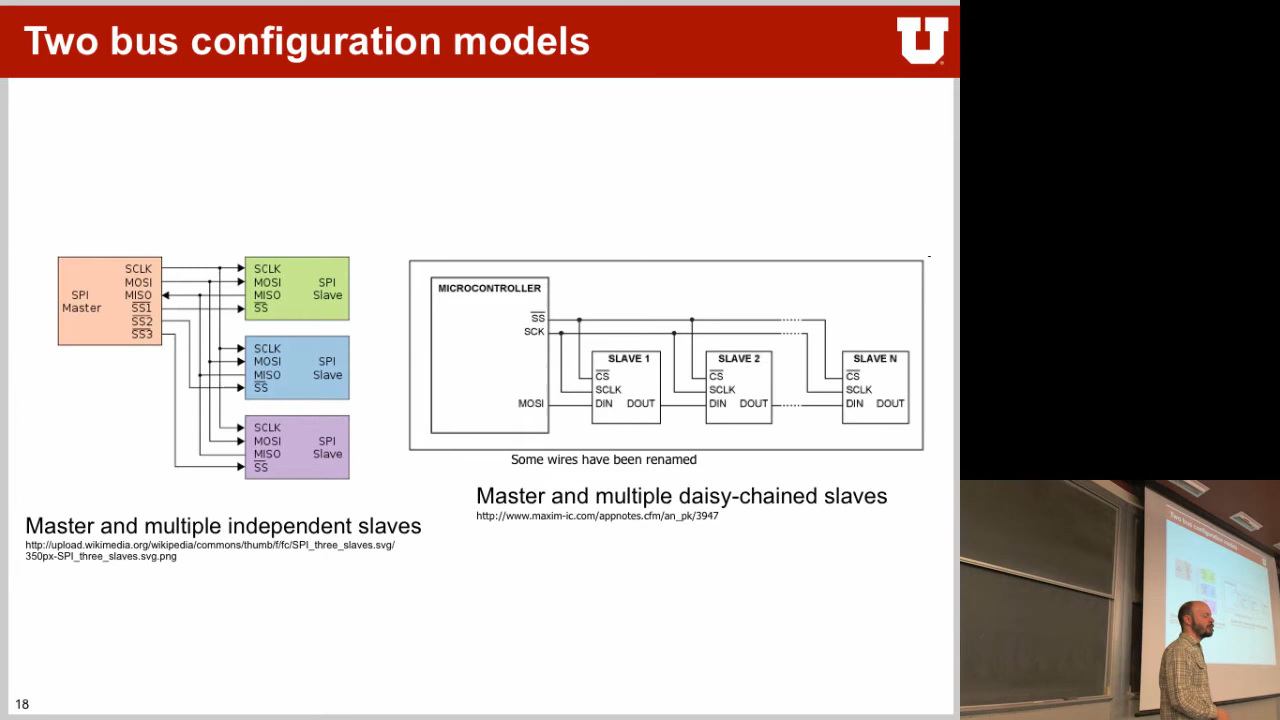 Two bus configuration models
U
SPI
Master
SCLK
MOSI
MISO
SS1
SS2
SS3
SCLK
MOSI SPI
MISO Slave
SS
SCLK
MOSI SPI
MISO Slave
SS
SCLK
MOSI SPI
MISO Slave
SS
Master and multiple independent slaves
http://upload.wikimedia.org/wikipedia/commons/thumb/f/fc/SPI_three_slaves.svg/
350px-SPI_three_slaves.svg.png
MICROCONTROLLER
SS
SCK
MOSI
SLAVE 1
CS
SCLK
DIN DOUT
SLAVE 2
CS
SCLK
DIN DOUT
SLAVE N
CS
SCLK
DIN DOUT
Some wires have been renamed
Master and multiple daisy-chained slaves
http://www.maxim-ic.com/appnotes.cfm/an_pk/3947
18
Two bus configuration models